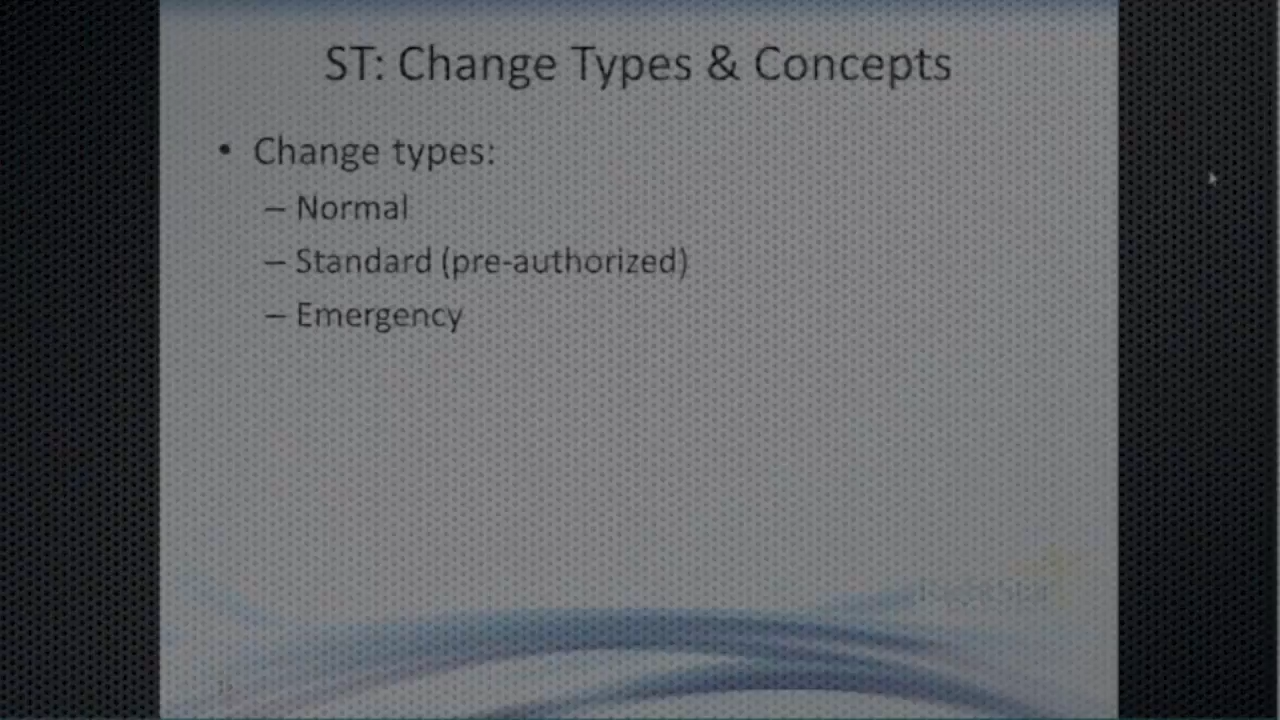 ST: Change Types & Concepts
• Change types:
– Normal
– Standard (pre-authorized)
– Emergency